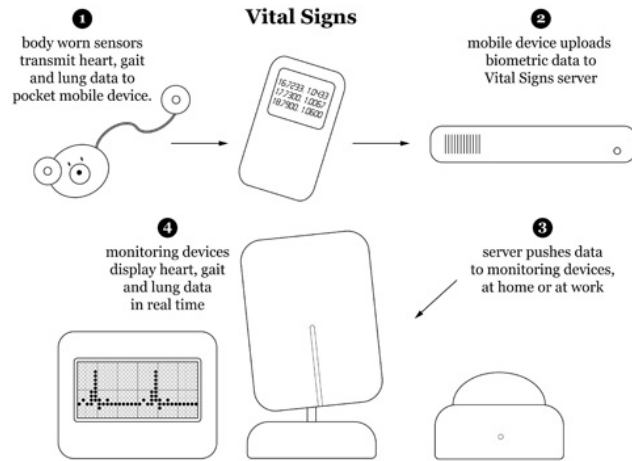 Vital Signs
1
body worn sensors
transmit heart, gait
and lung data to
pocket mobile device.
16.7233, 1.0433
17.7300, 1.0067
18.7900, 1.0600
2
mobile device uploads
biometric data to
Vital Signs server
3
server pushes data
to monitoring devices,
at home or at work
4
monitoring devices
display heart, gait
and lung data
in real time